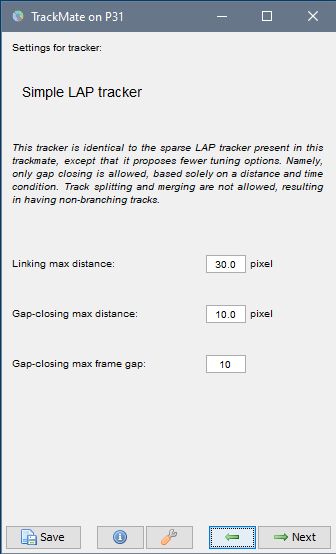 TrackMate on P31
Settings for tracker:
Simple LAP tracker
This tracker is identical to the sparse LAP tracker present in this
trackmate, except that it proposes fewer tuning options. Namely,
only gap closing is allowed, based solely on a distance and time
condition. Track splitting and merging are not allowed, resulting
in having non-branching tracks.
Linking max distance: 30.0 pixel
Gap-closing max distance: 10.0 pixel
Gap-closing max frame gap: 10
Save Next